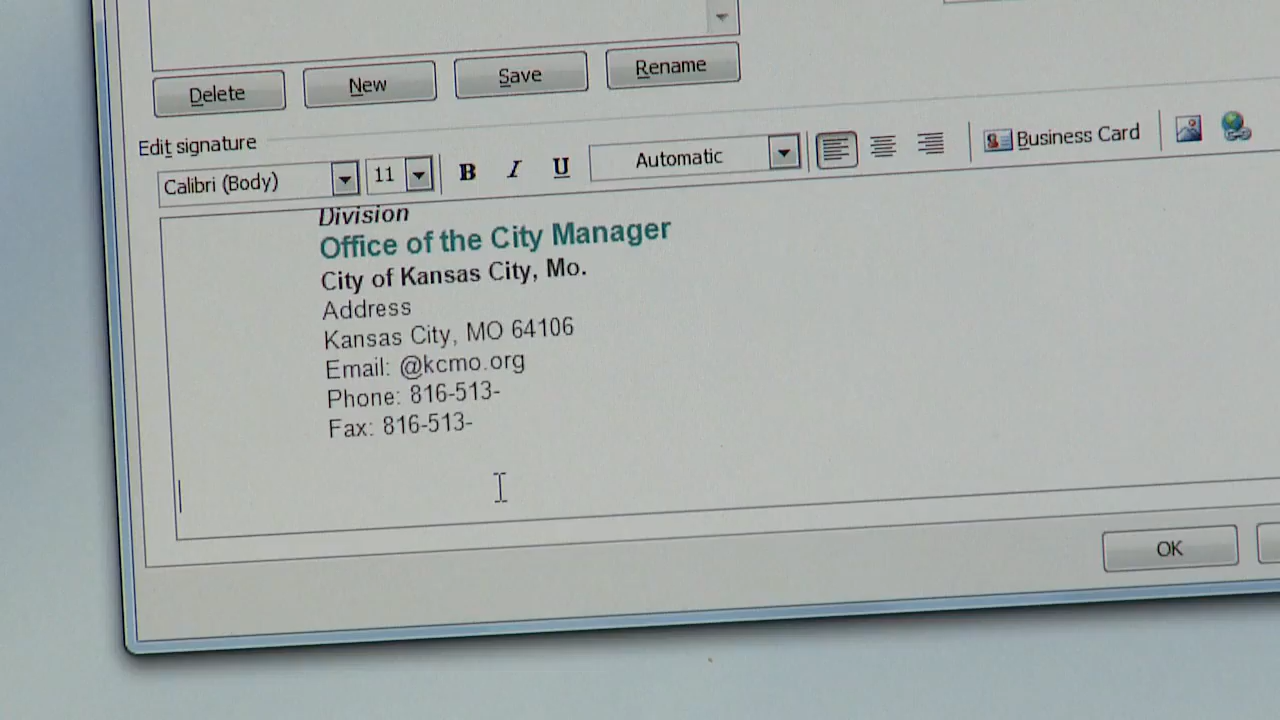 Delete New Save Rename
Edit signature
Calibri (Body) 11 B I U Automatic Business Card
Division
Office of the City Manager
City of Kansas City, Mo.
Address
Kansas City, MO 64106
Email: @kcmo.org
Phone: 816-513-
Fax: 816-513-
OK